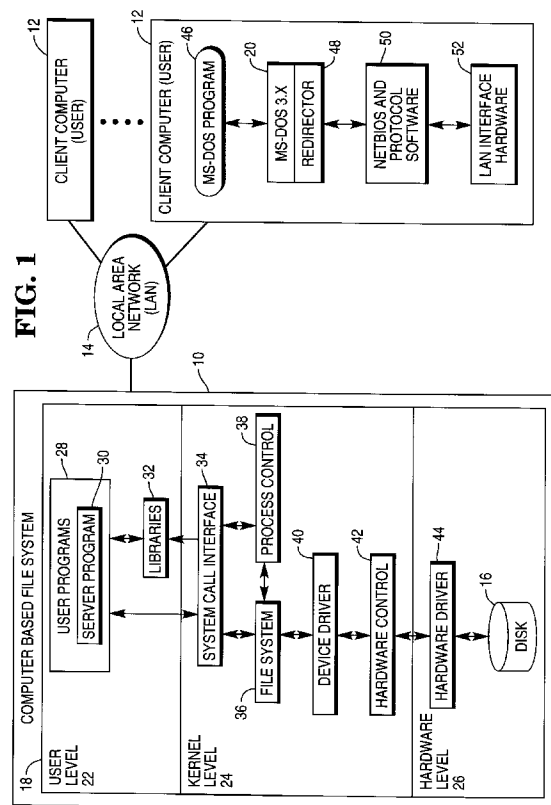 FIG. 1
18
COMPUTER BASED FILE SYSTEM
10
USER
LEVEL 22
28
USER PROGRAMS
30
SERVER PROGRAM
32
LIBRARIES
KERNEL
LEVEL 24
34
SYSTEM CALL INTERFACE
36
FILE SYSTEM
38
PROCESS CONTROL
40
DEVICE DRIVER
42
HARDWARE CONTROL
HARDWARE
LEVEL 26
44
HARDWARE DRIVER
16
DISK
14
LOCAL AREA
NETWORK
(LAN)
12
CLIENT COMPUTER
(USER)
12
CLIENT COMPUTER (USER)
46
MS-DOS PROGRAM
20
MS-DOS 3.X
REDIRECTOR
48
50
NETBIOS AND
PROTOCOL
SOFTWARE
52
LAN INTERFACE
HARDWARE